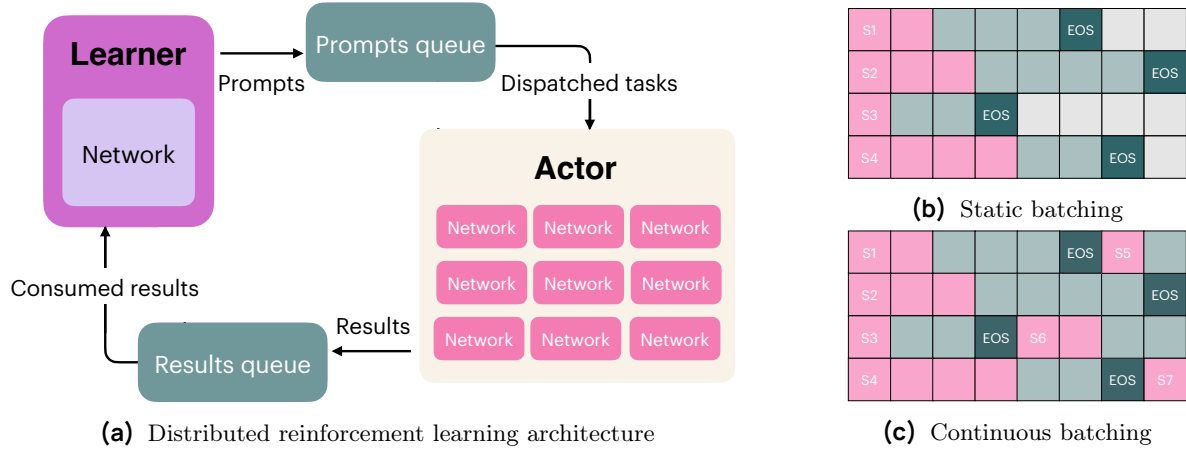 Learner
Network
Prompts
Prompts queue
Dispatched tasks
Actor
Network Network Network
Network Network Network
Network Network Network
Results
Results queue
Consumed results
(a) Distributed reinforcement learning architecture
S1 EOS
S2 EOS
S3 EOS
S4 EOS
(b) Static batching
S1 EOS S5
S2 EOS
S3 EOS S6
S4 EOS S7
(c) Continuous batching